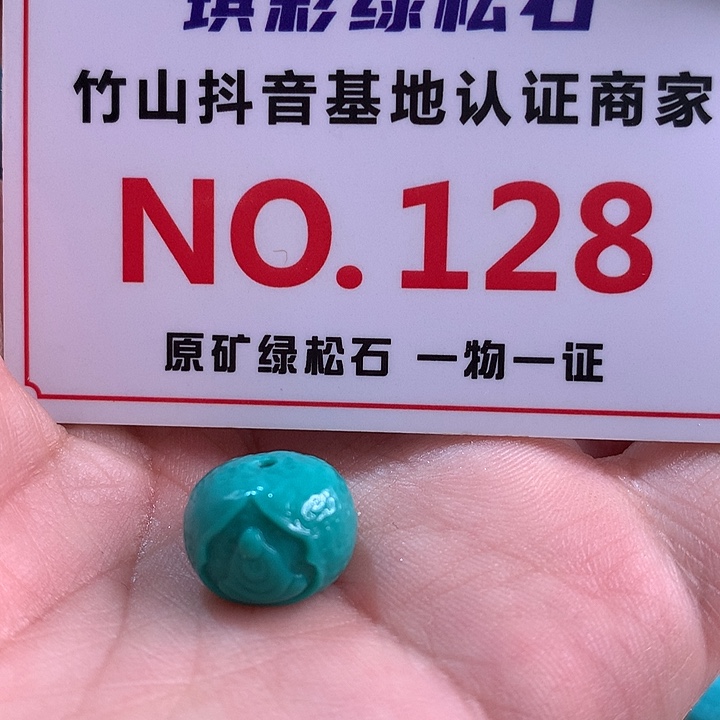 琪彩绿松石
竹山抖音基地认证商家
NO.128
原矿绿松石 一物一证